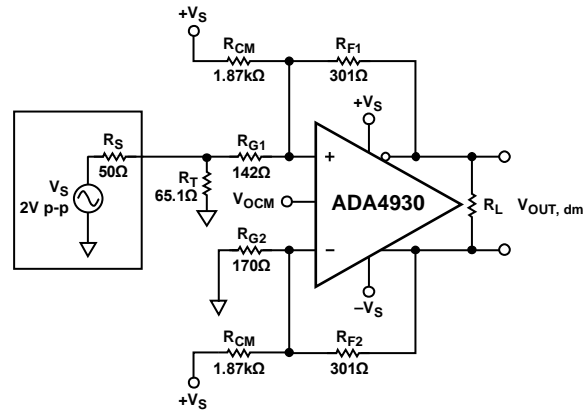 +VS
RCM
1.87kΩ
RF1
301Ω
+VS
RS
50Ω
VS
2V p-p
RT
65.1Ω
RG1
142Ω
+
VOCM
ADA4930
RL
VOUT, dm
RG2
170Ω
–
–VS
RCM
1.87kΩ
RF2
301Ω
+VS